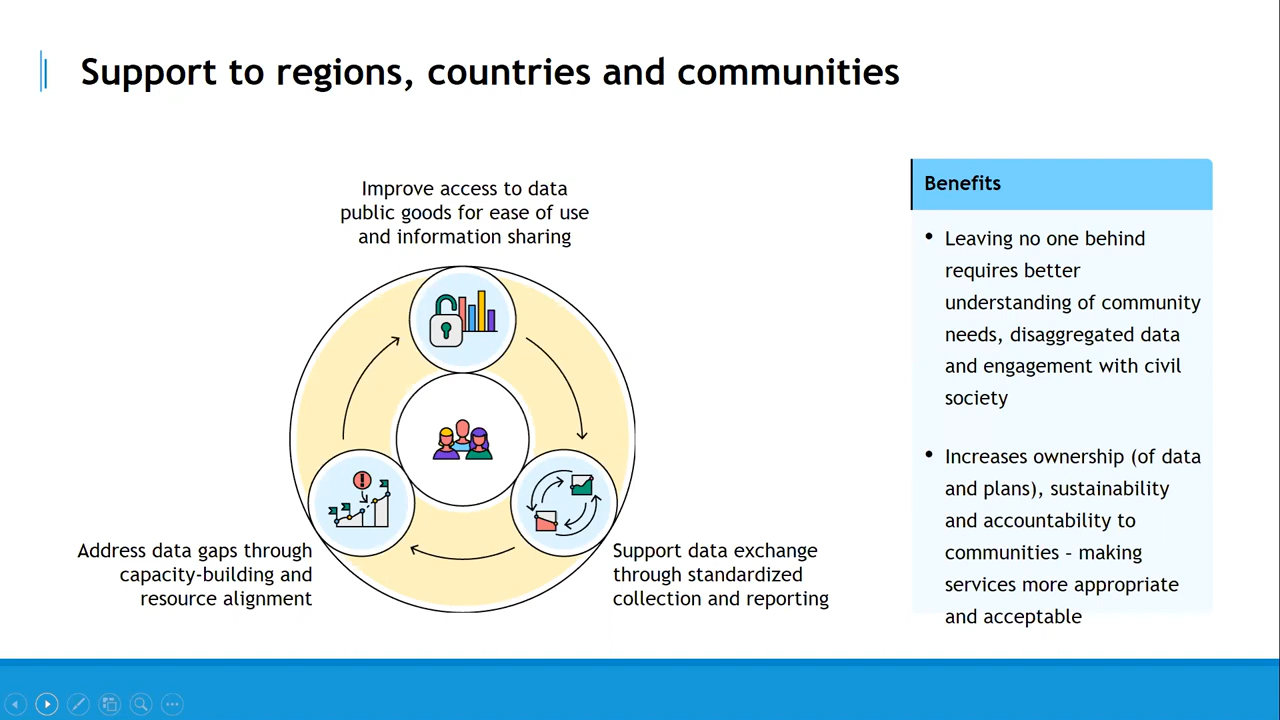 Support to regions, countries and communities
Improve access to data
public goods for ease of use
and information sharing
Address data gaps through
capacity-building and
resource alignment
Support data exchange
through standardized
collection and reporting
Benefits
• Leaving no one behind
requires better
understanding of community
needs, disaggregated data
and engagement with civil
society
• Increases ownership (of data
and plans), sustainability
and accountability to
communities – making
services more appropriate
and acceptable